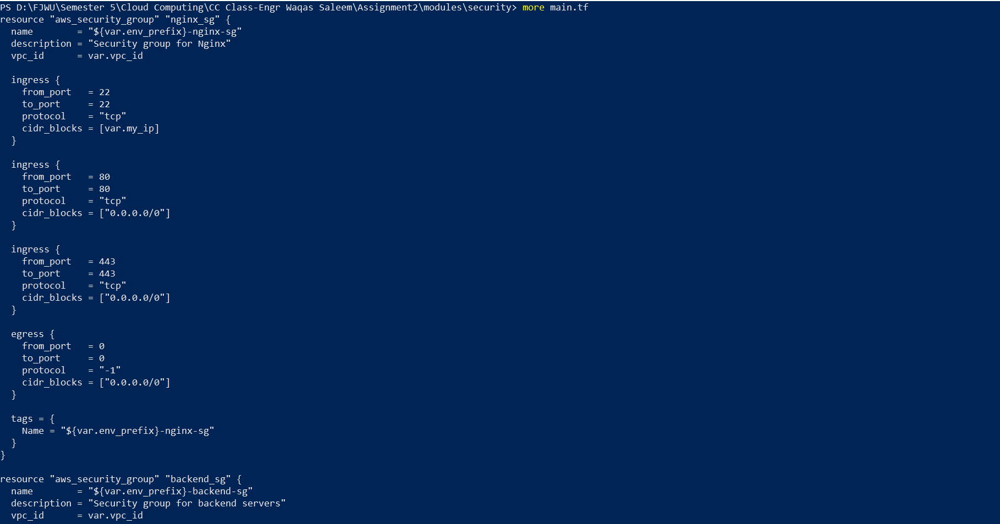 PS D:\FJWU\Semester 5\Cloud Computing\CC Class-Engr Waqas Saleem\Assignment2\modules\security> more main.tf
resource "aws_security_group" "nginx_sg" {
  name        = "${var.env_prefix}-nginx-sg"
  description = "Security group for Nginx"
  vpc_id      = var.vpc_id

  ingress {
    from_port   = 22
    to_port     = 22
    protocol    = "tcp"
    cidr_blocks = [var.my_ip]
  }

  ingress {
    from_port   = 80
    to_port     = 80
    protocol    = "tcp"
    cidr_blocks = ["0.0.0.0/0"]
  }

  ingress {
    from_port   = 443
    to_port     = 443
    protocol    = "tcp"
    cidr_blocks = ["0.0.0.0/0"]
  }

  egress {
    from_port   = 0
    to_port     = 0
    protocol    = "-1"
    cidr_blocks = ["0.0.0.0/0"]
  }

  tags = {
    Name = "${var.env_prefix}-nginx-sg"
  }
}

resource "aws_security_group" "backend_sg" {
  name        = "${var.env_prefix}-backend-sg"
  description = "Security group for backend servers"
  vpc_id      = var.vpc_id